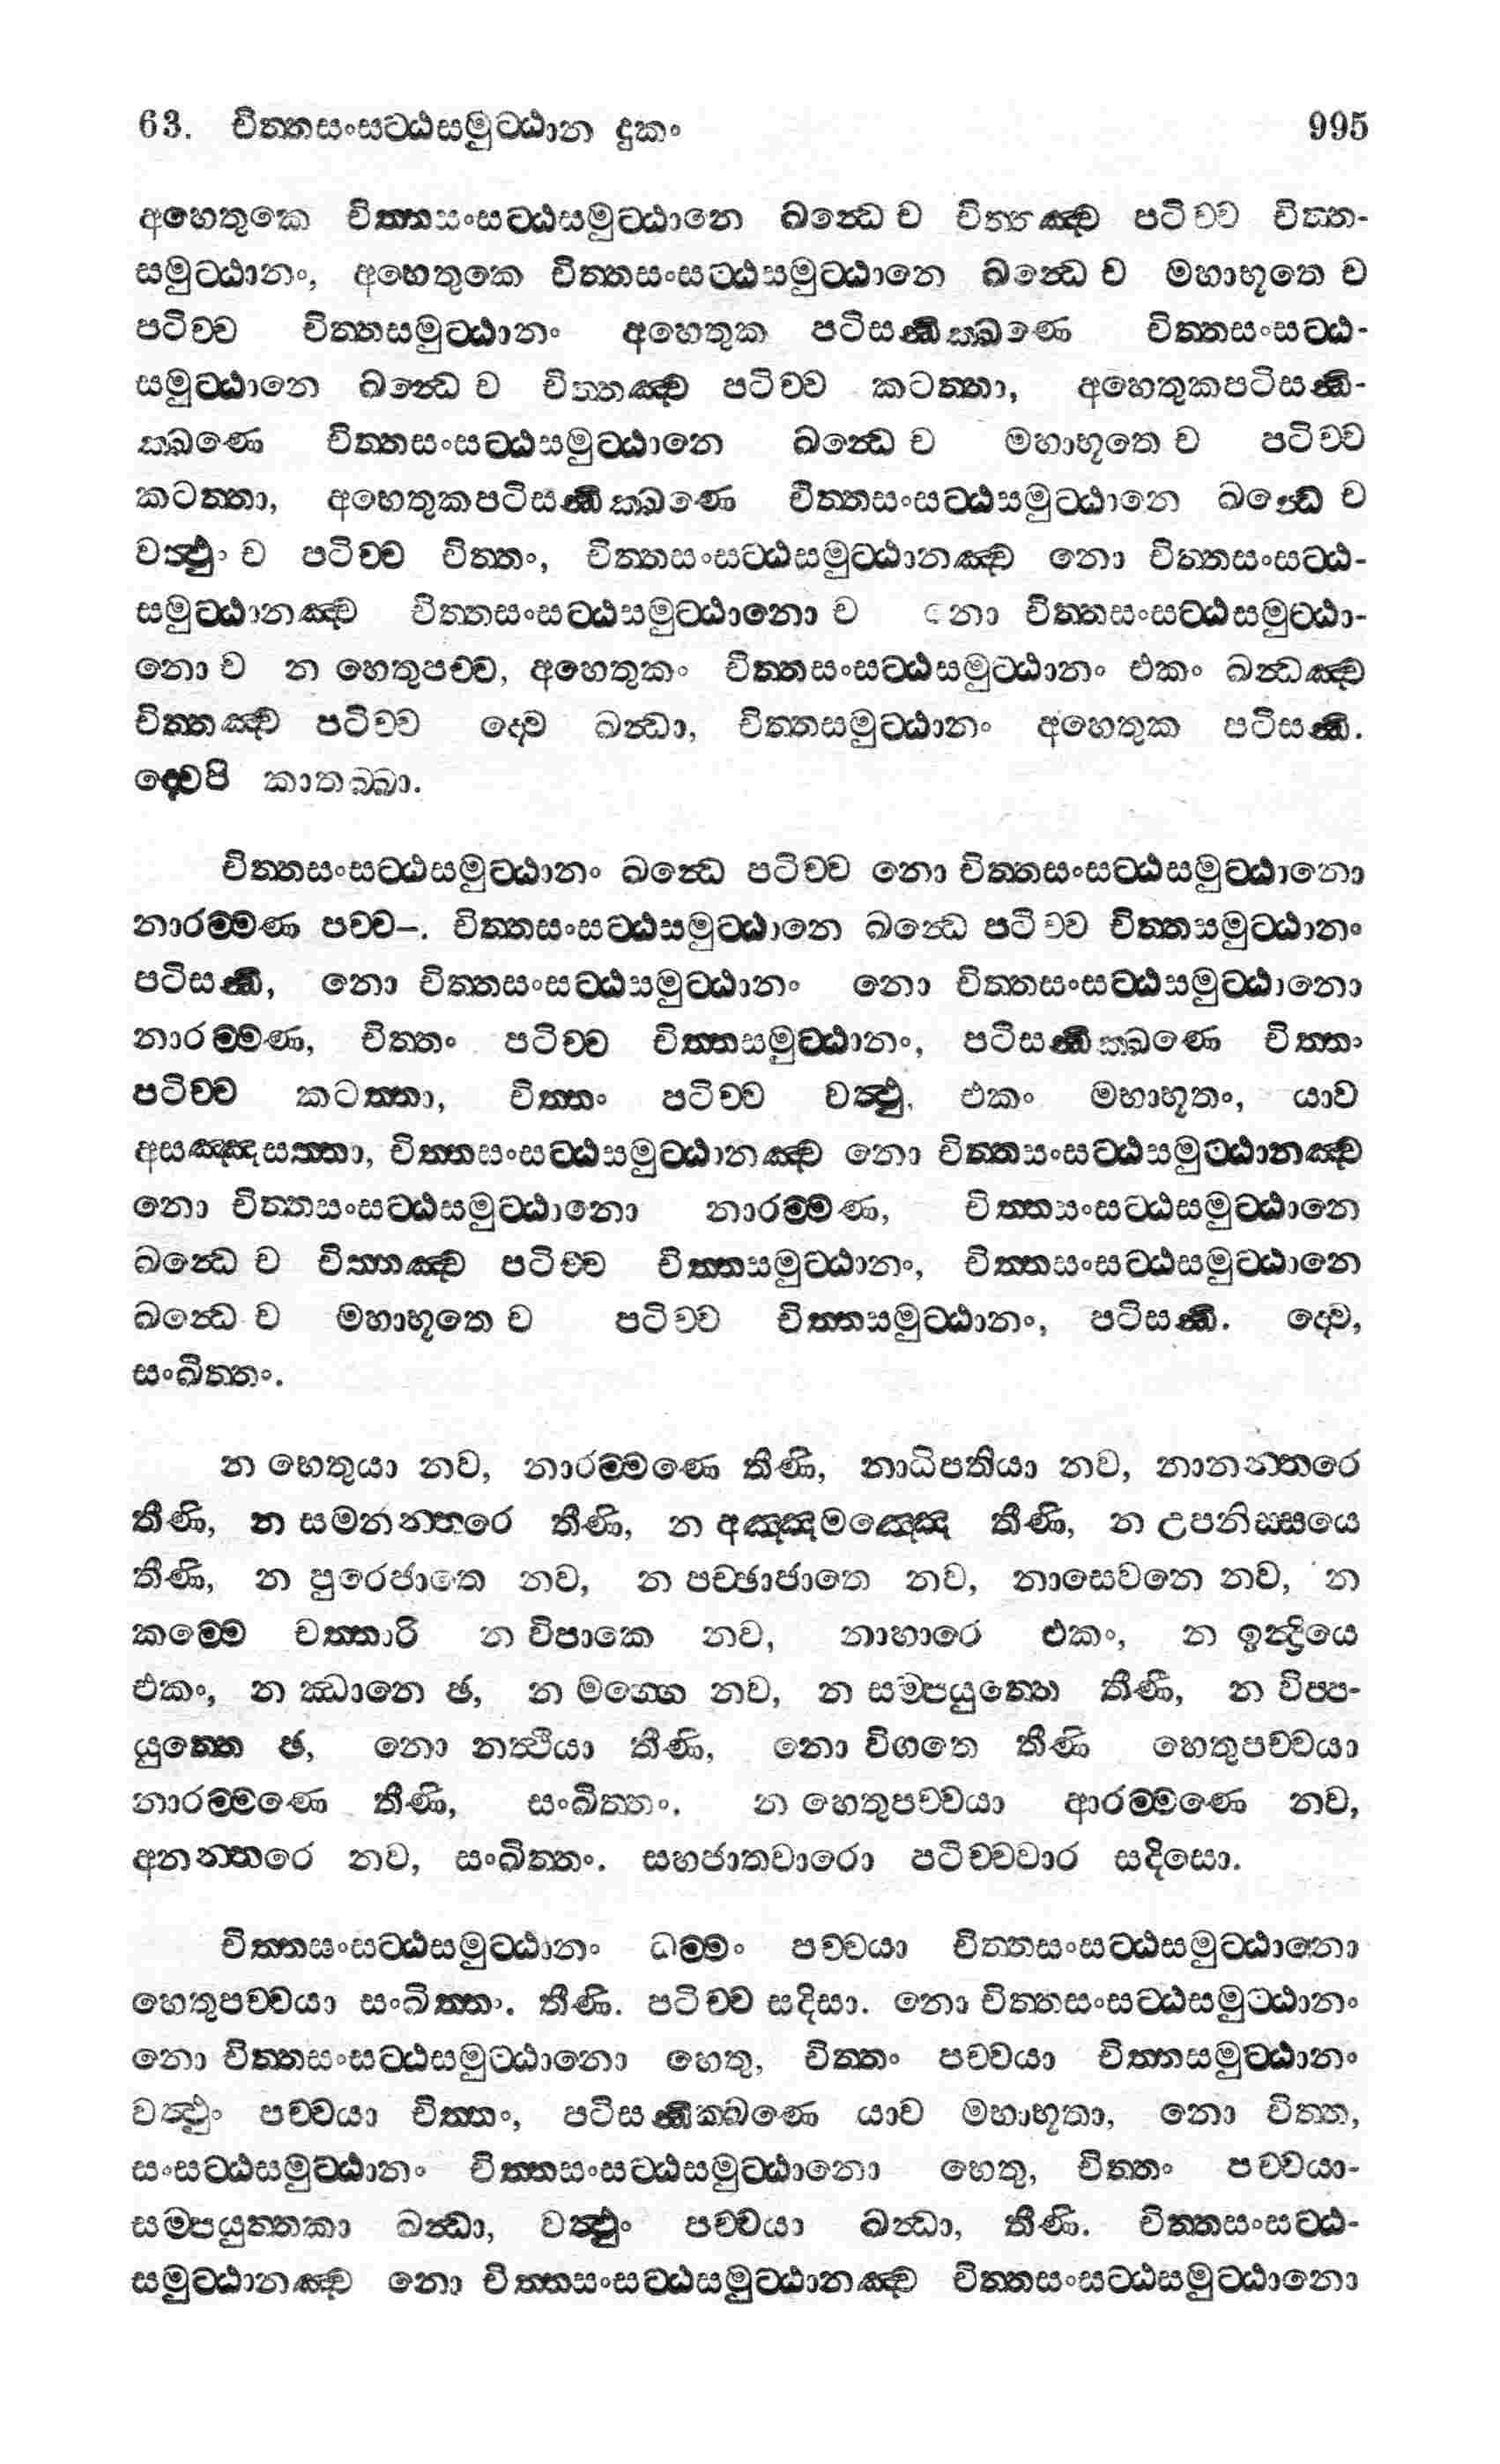 63. චිත්තසංසට්ඨසමුට්ඨාන දුකං 995
අහෙතුකෙ චිත්තසංසට්ඨසමුට්ඨානෙ ඛන්ධෙ ච චිත්තඤ්ච පටිච්ච චිත්ත-
සමුට්ඨානං, අහෙතුකෙ චිත්තසංසට්ඨසමුට්ඨානෙ ඛන්ධෙ ච මහාභූතෙ ච
පටිච්ච චිත්තසමුට්ඨානං අහෙතුක පටිසන්ධික්ඛණෙ චිත්තසංසට්ඨ-
සමුට්ඨානෙ ඛන්ධෙ ච චිත්තඤ්ච පටිච්ච කටත්තා, අහෙතුකපටිසන්ධි-
ක්ඛණෙ චිත්තසංසට්ඨසමුට්ඨානෙ ඛන්ධෙ ච මහාභූතෙ ච පටිච්ච
කටත්තා, අහෙතුකපටිසන්ධික්ඛණෙ චිත්තසංසට්ඨසමුට්ඨානෙ ඛන්ධෙ ච
වත්ථුං ච පටිච්ච චිත්තං, චිත්තසංසට්ඨසමුට්ඨානඤ්ච නො චිත්තසංසට්ඨ-
සමුට්ඨානඤ්ච චිත්තසංසට්ඨසමුට්ඨානො ච නො චිත්තසංසට්ඨසමුට්ඨා-
නො ච න හෙතුපච්ච, අහෙතුකං චිත්තසංසට්ඨසමුට්ඨානං එකං ඛන්ධඤ්ච
චිත්තඤ්ච පටිච්ච ද්වෙ ඛන්ධා, චිත්තසමුට්ඨානං අහෙතුක පටිසන්ධි.
ද්වෙපි කාතබ්බා.
චිත්තසංසට්ඨසමුට්ඨානං ඛන්ධෙ පටිච්ච නො චිත්තසංසට්ඨසමුට්ඨානො
නාරම්මණ පච්ච–. චිත්තසංසට්ඨසමුට්ඨානෙ ඛන්ධෙ පටිච්ච චිත්තසමුට්ඨානං
පටිසන්ධි, නො චිත්තසංසට්ඨසමුට්ඨානං නො චිත්තසංසට්ඨසමුට්ඨානො
නාරම්මණ, චිත්තං පටිච්ච චිත්තසමුට්ඨානං, පටිසන්ධික්ඛණෙ චිත්තං
පටිච්ච කටත්තා, චිත්තං පටිච්ච වත්ථු, එකං මහාභූතං, යාව
අසඤ්ඤසත්තා, චිත්තසංසට්ඨසමුට්ඨානඤ්ච නො චිත්තසංසට්ඨසමුට්ඨානඤ්ච
නො චිත්තසංසට්ඨසමුට්ඨානො නාරම්මණ, චිත්තසංසට්ඨසමුට්ඨානෙ
ඛන්ධෙ ච චිත්තඤ්ච පටිච්ච චිත්තසමුට්ඨානං, චිත්තසංසට්ඨසමුට්ඨානෙ
ඛන්ධෙ ච මහාභූතෙ ච පටිච්ච චිත්තසමුට්ඨානං, පටිසන්ධි. ද්වෙ,
සංඛිත්තං.
න හෙතුයා නව, නාරම්මණෙ තීණි, නාධිපතියා නව, නානන්තරෙ
තීණි, න සමනන්තරෙ තීණි, න අඤ්ඤමඤ්ඤෙ තීණි, න උපනිස්සයෙ
තීණි, න පුරෙජාතෙ නව, න පච්ඡාජාතෙ නව, නාසෙවනෙ නව, න
කම්මෙ චත්තාරි න විපාකෙ නව, නාහාරෙ එකං, න ඉන්ද්‍රියෙ
එකං, න ඣානෙ ඡ, න මග්ගෙ නව, න සම්පයුත්තෙ තීණි, න විප්ප-
යුත්තෙ ඡ, නො නත්ථියා තීණි, නො විගතෙ තීණි හෙතුපච්චයා
නාරම්මණෙ තීණි, සංඛිත්තං. න හෙතුපච්චයා ආරම්මණෙ නව,
අනන්තරෙ නව, සංඛිත්තං. සහජාතවාරො පටිච්චවාර සදිසො.
චිත්තසංසට්ඨසමුට්ඨානං ධම්මං පච්චයා චිත්තසංසට්ඨසමුට්ඨානො
හෙතුපච්චයා සංඛිත්තං. තීණි. පටිච්ච සදිසා. නො චිත්තසංසට්ඨසමුට්ඨානං
නො චිත්තසංසට්ඨසමුට්ඨානො හෙතු, චිත්තං පච්චයා චිත්තසමුට්ඨානං
වත්ථුං පච්චයා චිත්තං, පටිසන්ධික්ඛණෙ යාව මහාභූතා, නො චිත්ත,
සංසට්ඨසමුට්ඨානං චිත්තසංසට්ඨසමුට්ඨානො හෙතු, චිත්තං පච්චයා-
සම්පයුත්තකා ඛන්ධා, වත්ථුං පච්චයා ඛන්ධා, තීණි. චිත්තසංසට්ඨ-
සමුට්ඨානඤ්ච නො චිත්තසංසට්ඨසමුට්ඨානඤ්ච චිත්තසංසට්ඨසමුට්ඨානො